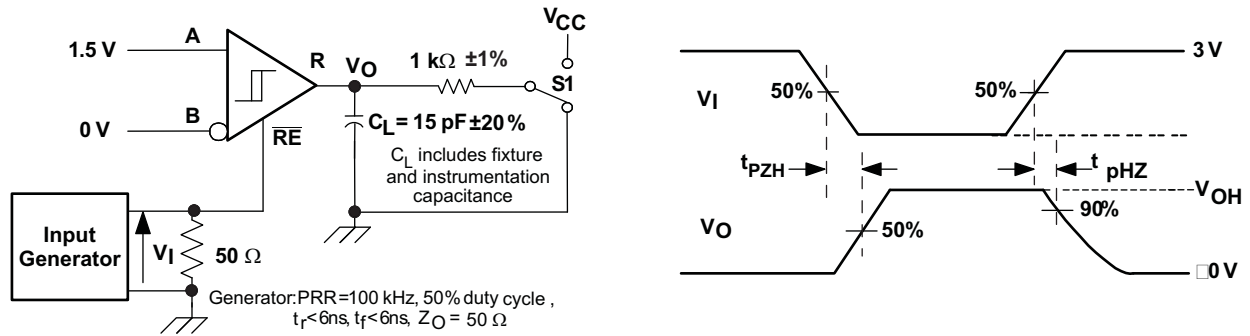 VCC
A
1.5 V
R
VO
1 kΩ ±1%
S1
B
0 V
RE
CL = 15 pF ±20%
CL includes fixture
and instrumentation
capacitance
Input
Generator
VI
50 Ω
Generator:PRR=100 kHz, 50% duty cycle ,
tr<6ns, tf<6ns, ZO = 50 Ω
3 V
VI
50%
50%
tPZH
t pHZ
VOH
90%
VO
50%
□0 V